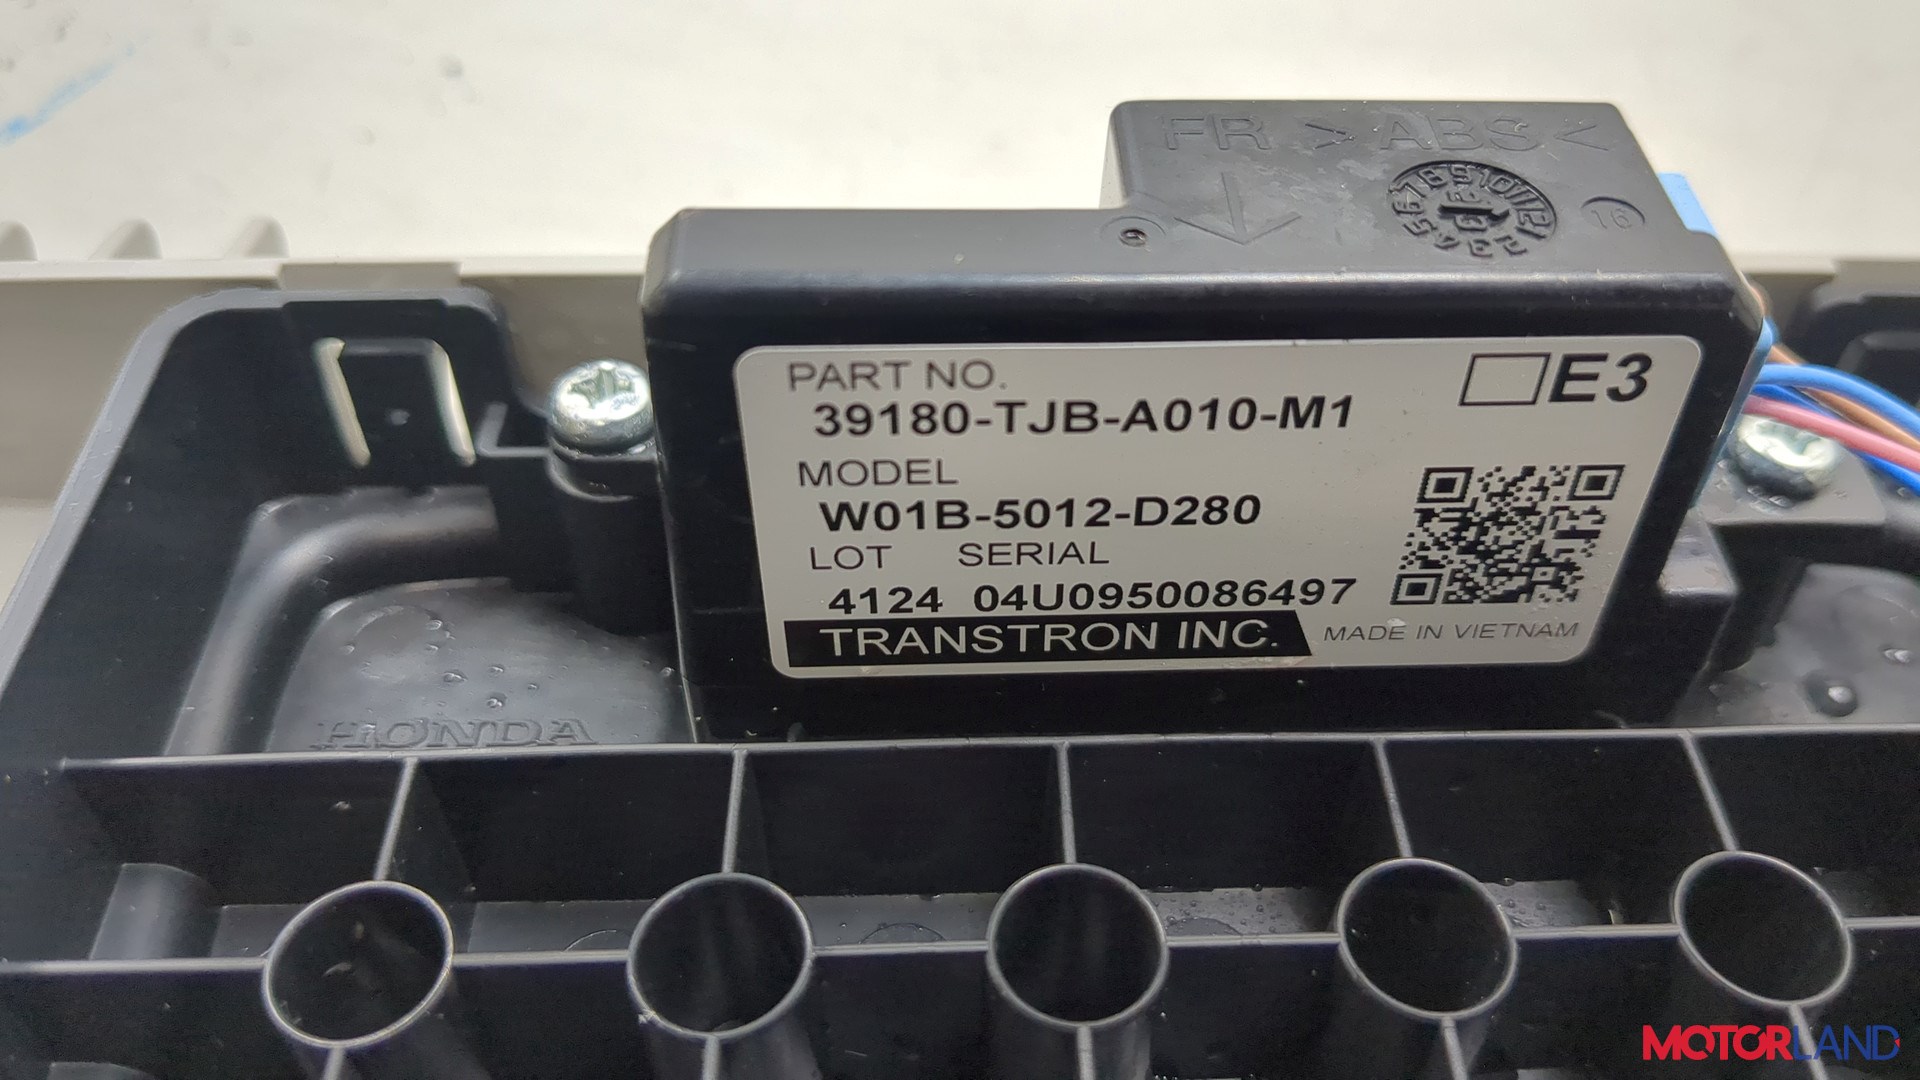 FR >ABS<
6
16
PART NO.
39180-TJB-A010-M1
E3
MODEL
W01B-5012-D280
LOT SERIAL
4124 04U0950086497
TRANSTRON INC.
MADE IN VIETNAM
HONDA
MOTORLAND